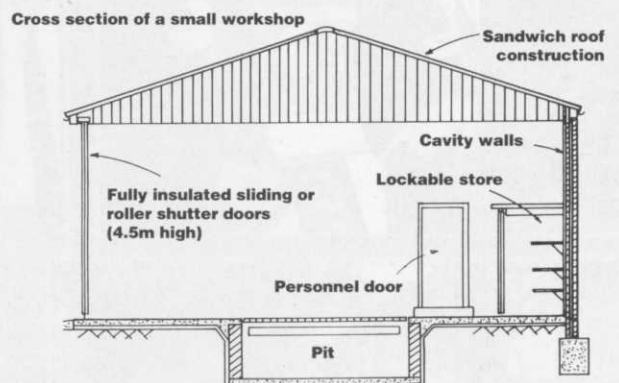 Cross section of a small workshop
Sandwich roof
construction
Cavity walls
Lockable store
Fully insulated sliding or
roller shutter doors
(4.5m high)
Personnel door
Pit